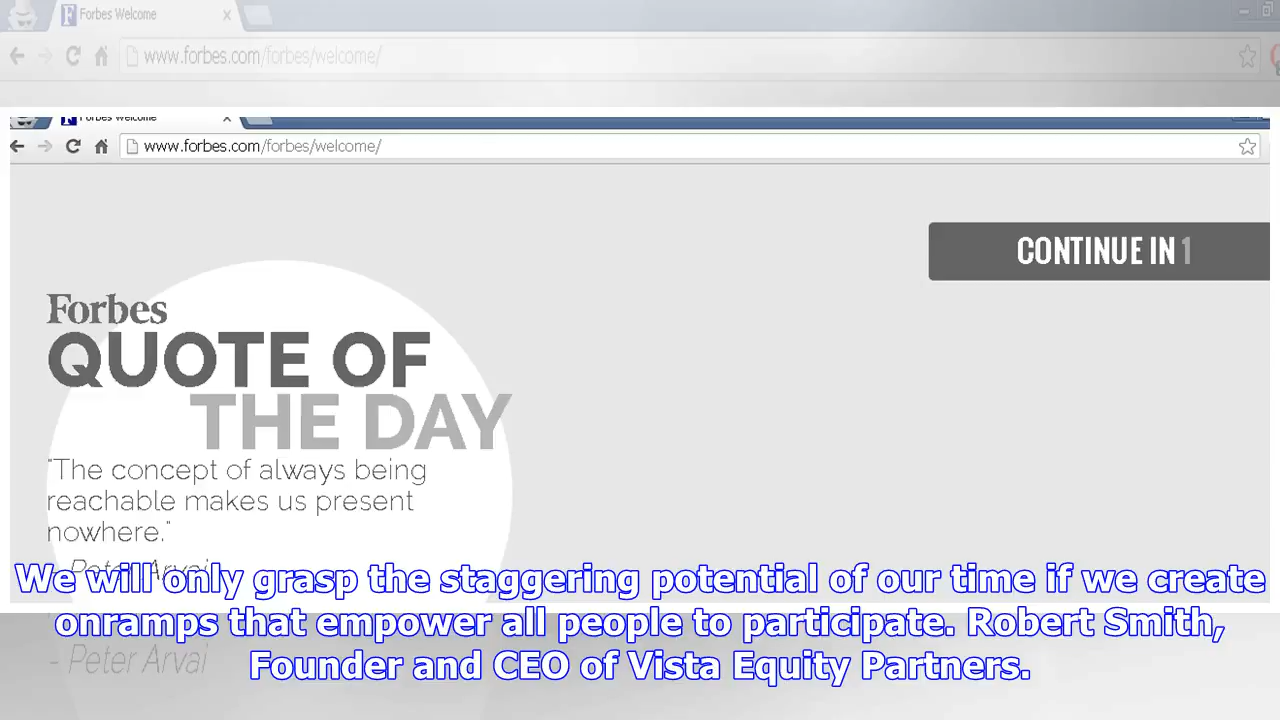 Forbes Welcome
www.forbes.com/forbes/welcome/
Forbes Welcome
www.forbes.com/forbes/welcome/
CONTINUE IN 1
Forbes
QUOTE OF
THE DAY
"The concept of always being
reachable makes us present
nowhere."
- Peter Arvai
We will only grasp the staggering potential of our time if we create
onramps that empower all people to participate. Robert Smith,
- Peter Arvai
Founder and CEO of Vista Equity Partners.